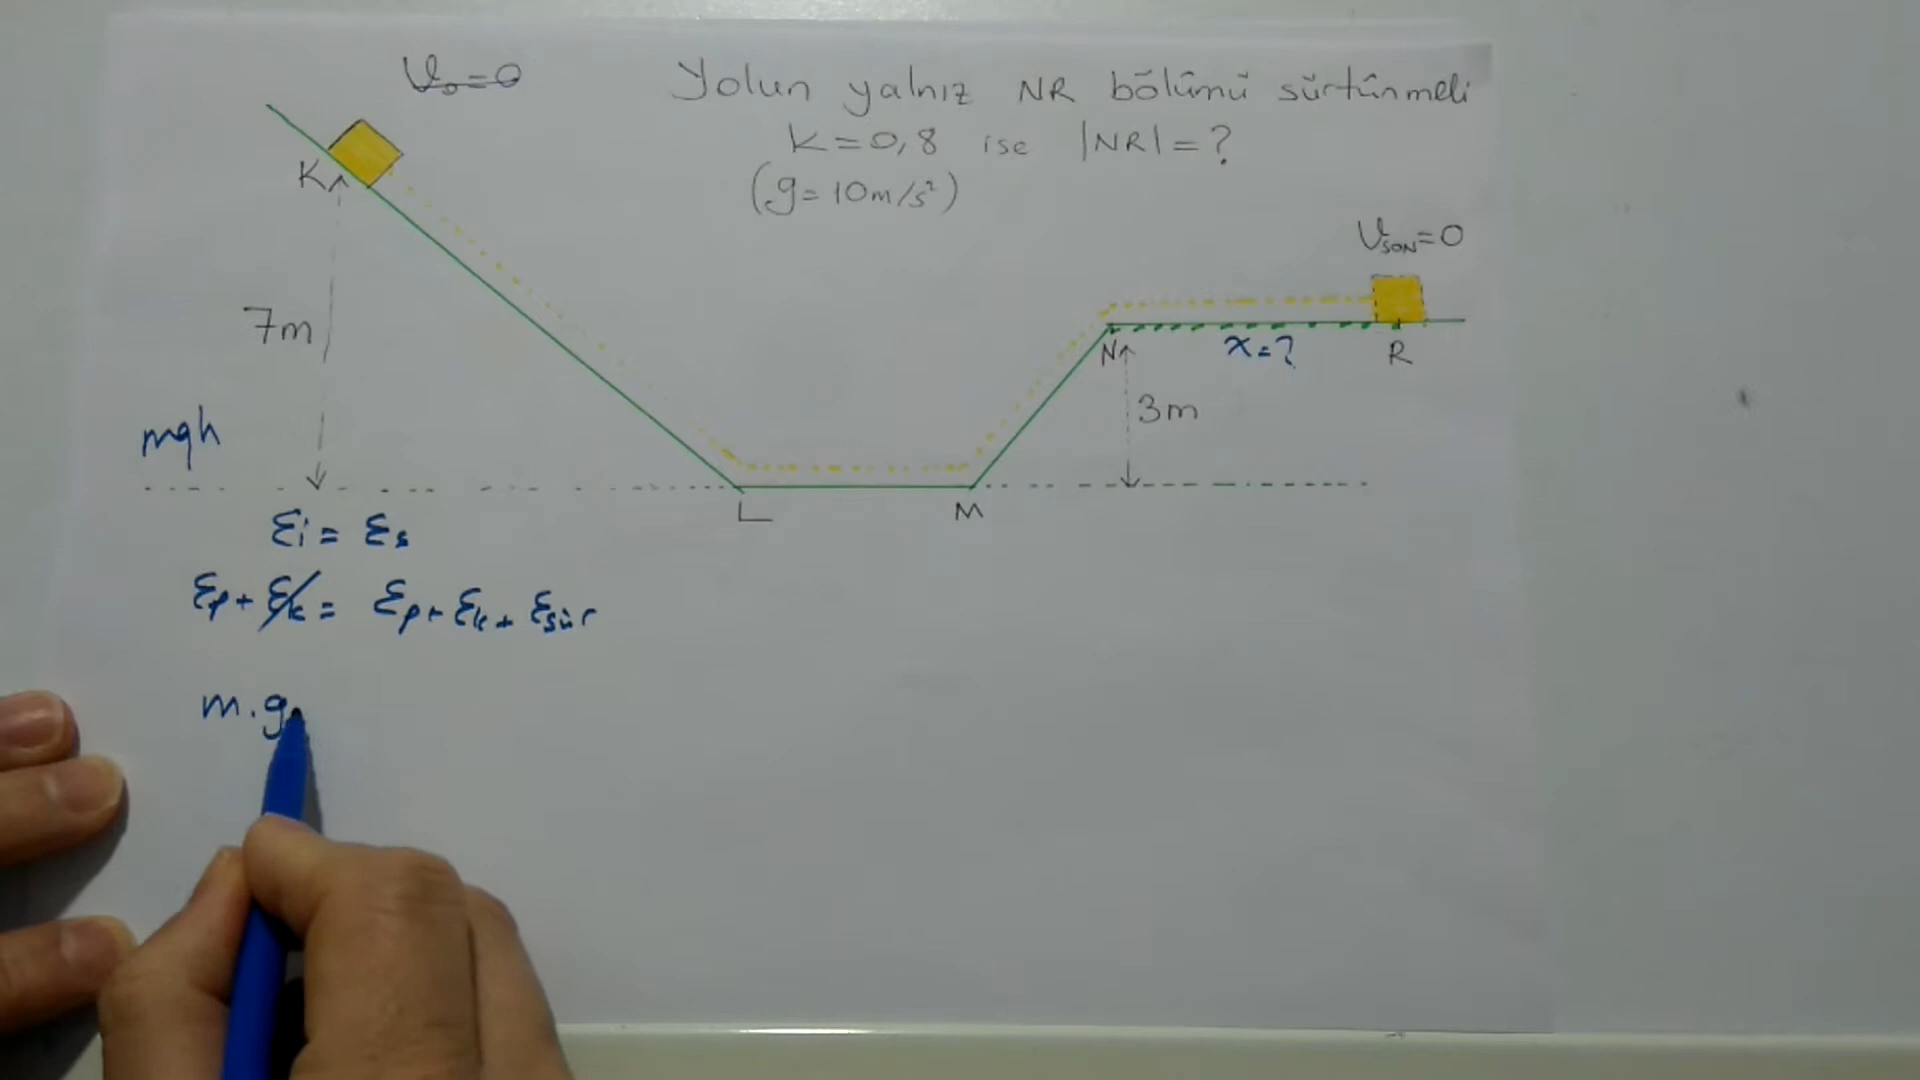 V₀=0
Yolun yalnız NR bölümü sürtünmeli
k=0,8 ise |NR|=?
(g=10m/s²)
K
7m
VSON=0
N
x=?
R
3m
mgh
L
M
Ei = Es
Ep + Ek = Ep + Ek + Esür
m.g.